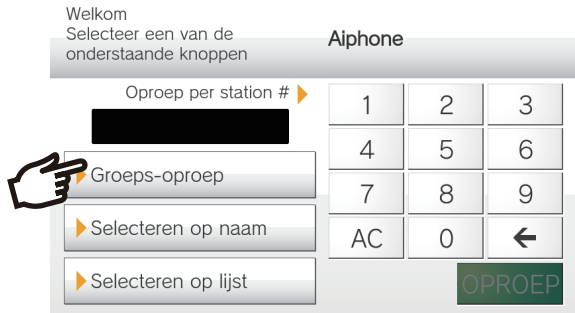 Welkom
Selecteer een van de
onderstaande knoppen
Aiphone
Oproep per station #
1 2 3
4 5 6
7 8 9
AC 0 ←
Groeps-oproep
Selecteren op naam
Selecteren op lijst
OPROEP